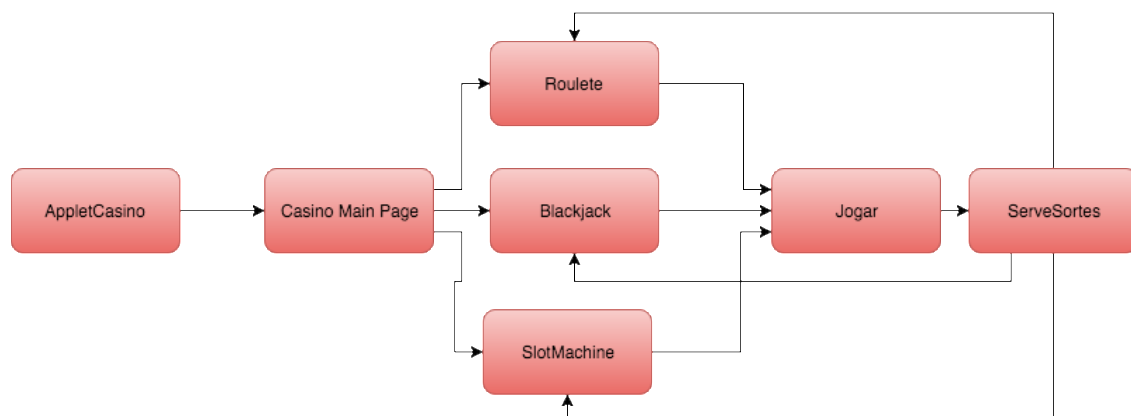 Roulete
AppletCasino
Casino Main Page
Blackjack
Jogar
ServeSortes
SlotMachine